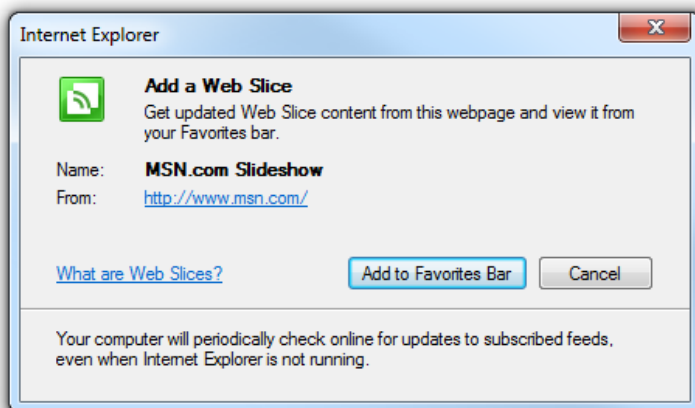 Internet Explorer
Add a Web Slice
Get updated Web Slice content from this webpage and view it from
your Favorites bar.
Name: MSN.com Slideshow
From: http://www.msn.com/
What are Web Slices? Add to Favorites Bar Cancel
Your computer will periodically check online for updates to subscribed feeds,
even when Internet Explorer is not running.